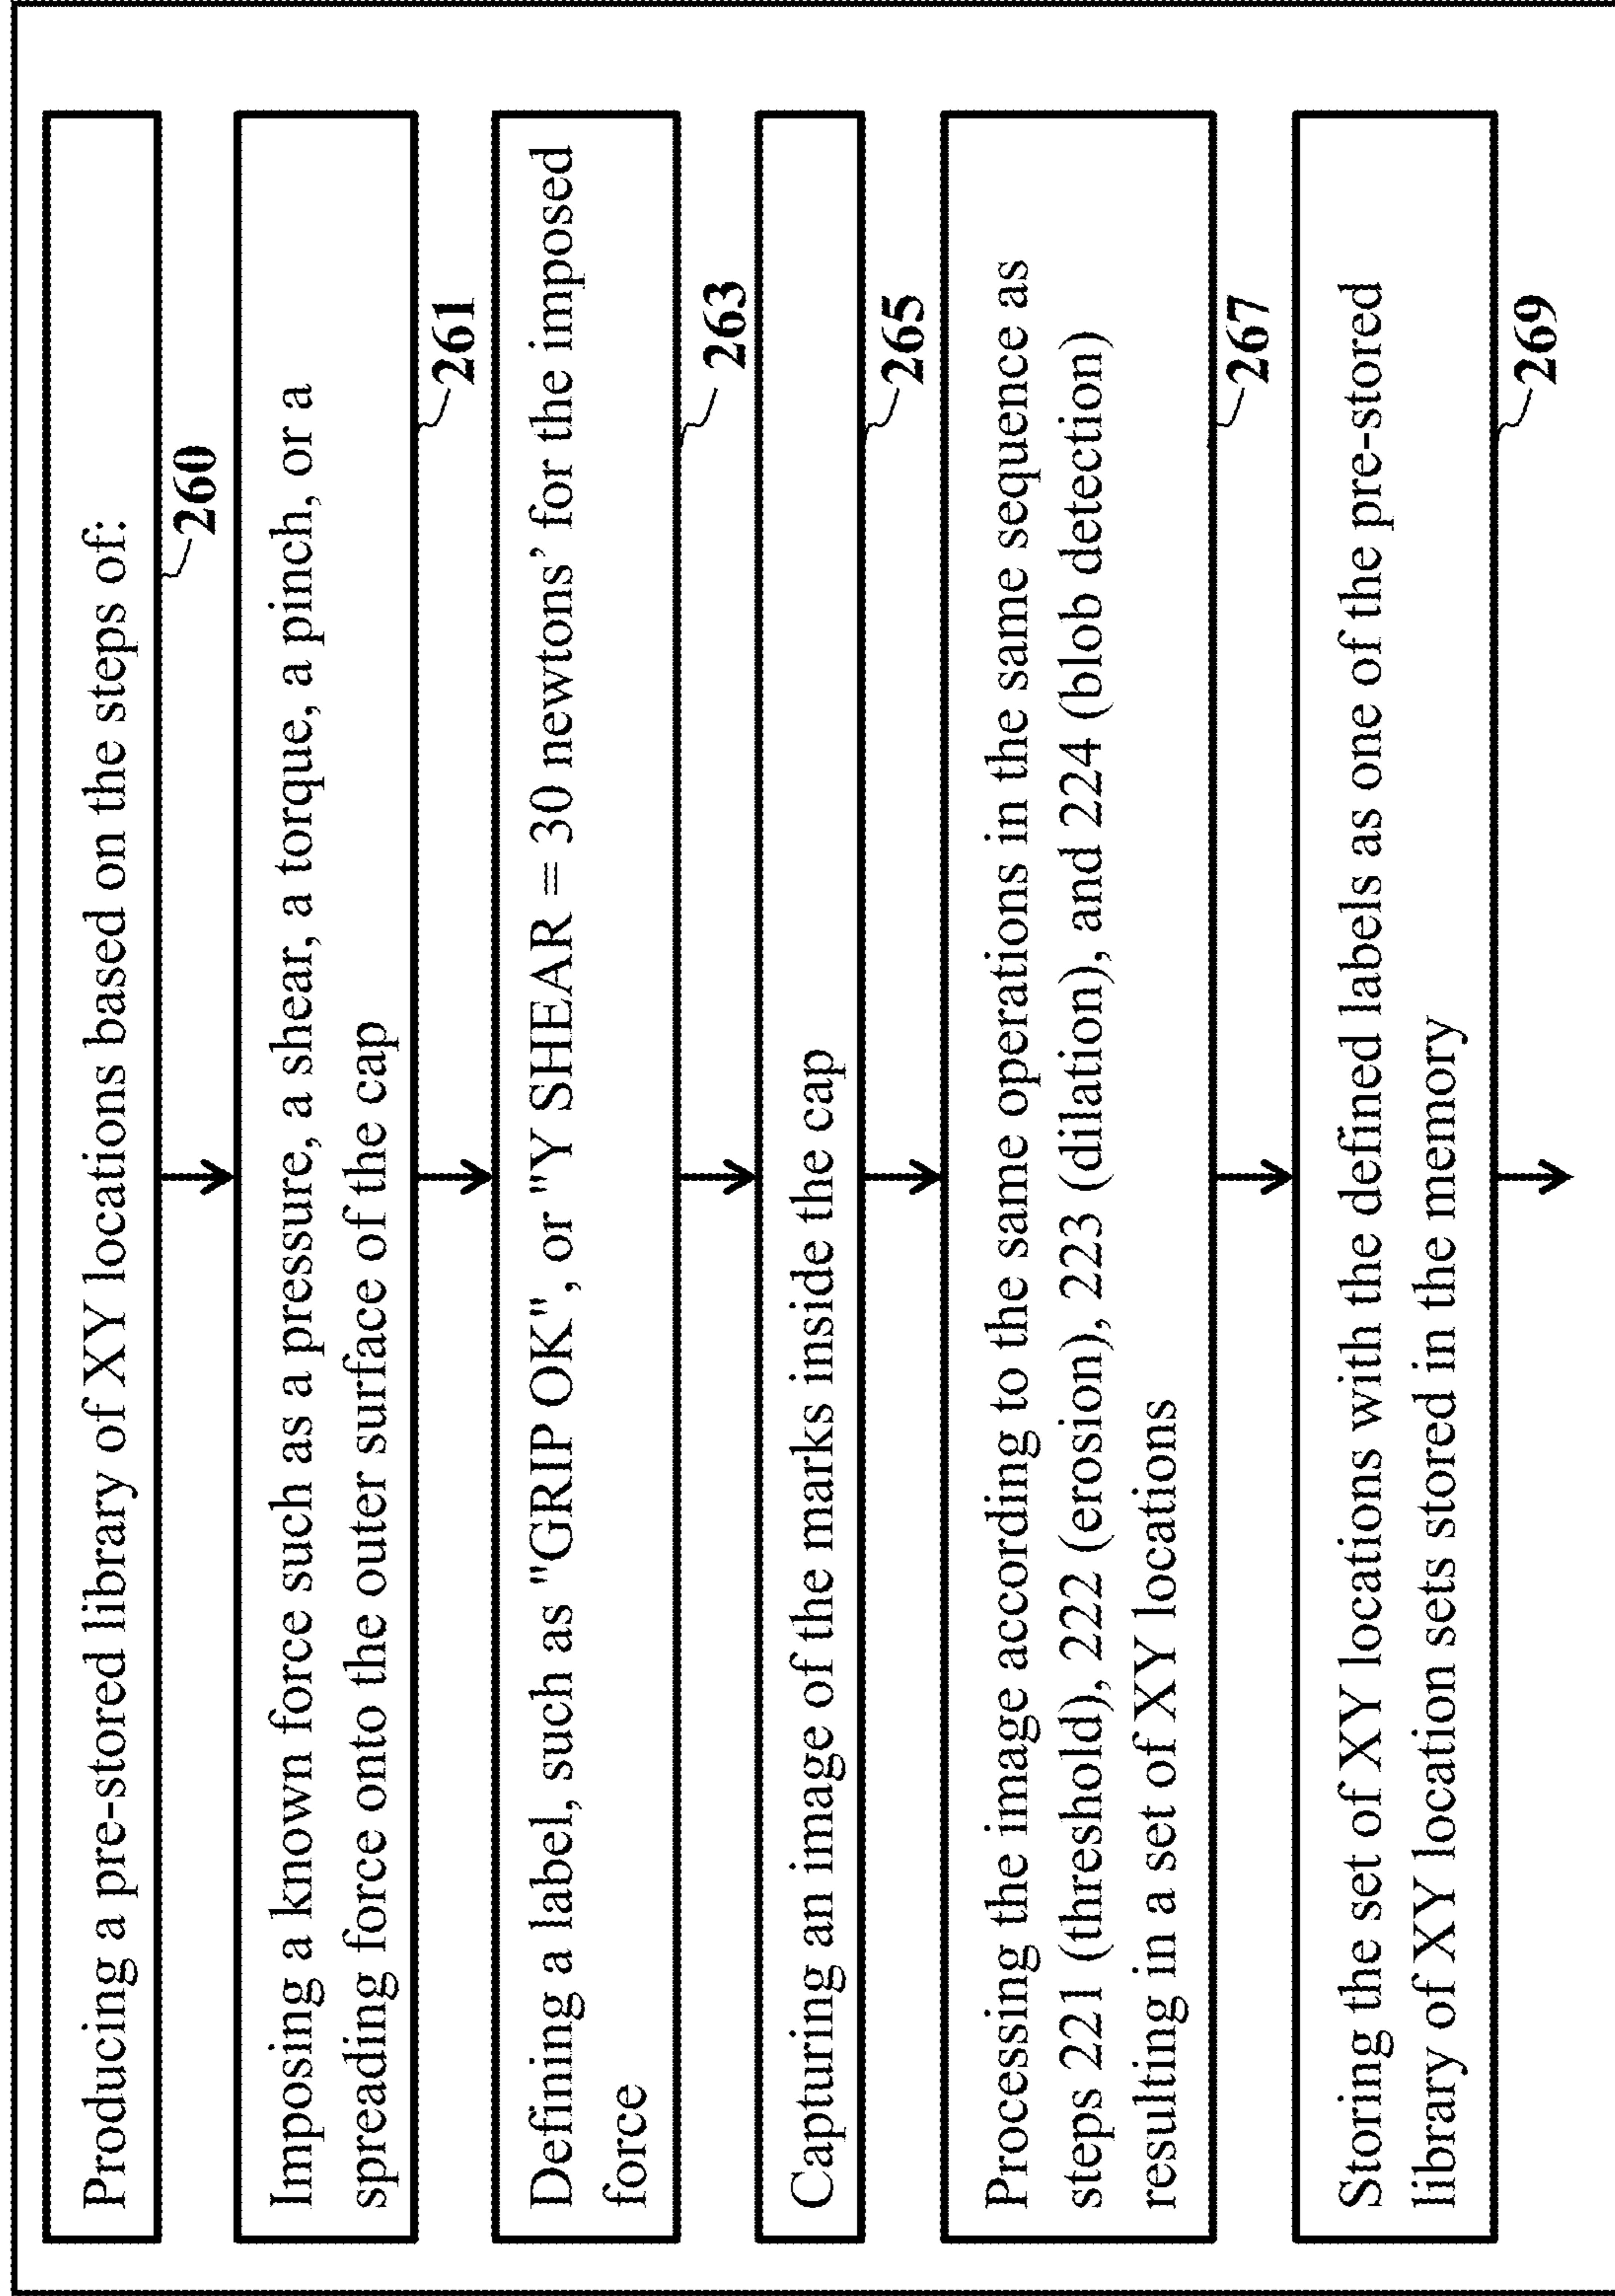 Producing a pre-stored library of XY locations based on the steps of:
260
Imposing a known force such as a pressure, a shear, a torque, a pinch, or a
spreading force onto the outer surface of the cap
261
Defining a label, such as "GRIP OK", or "Y SHEAR = 30 newtons’ for the imposed
force
263
Capturing an image of the marks inside the cap
265
Processing the image according to the same operations in the same sequence as
steps 221 (threshold), 222 (erosion), 223 (dilation), and 224 (blob detection)
resulting in a set of XY locations
267
Storing the set of XY locations with the defined labels as one of the pre-stored
library of XY location sets stored in the memory
269